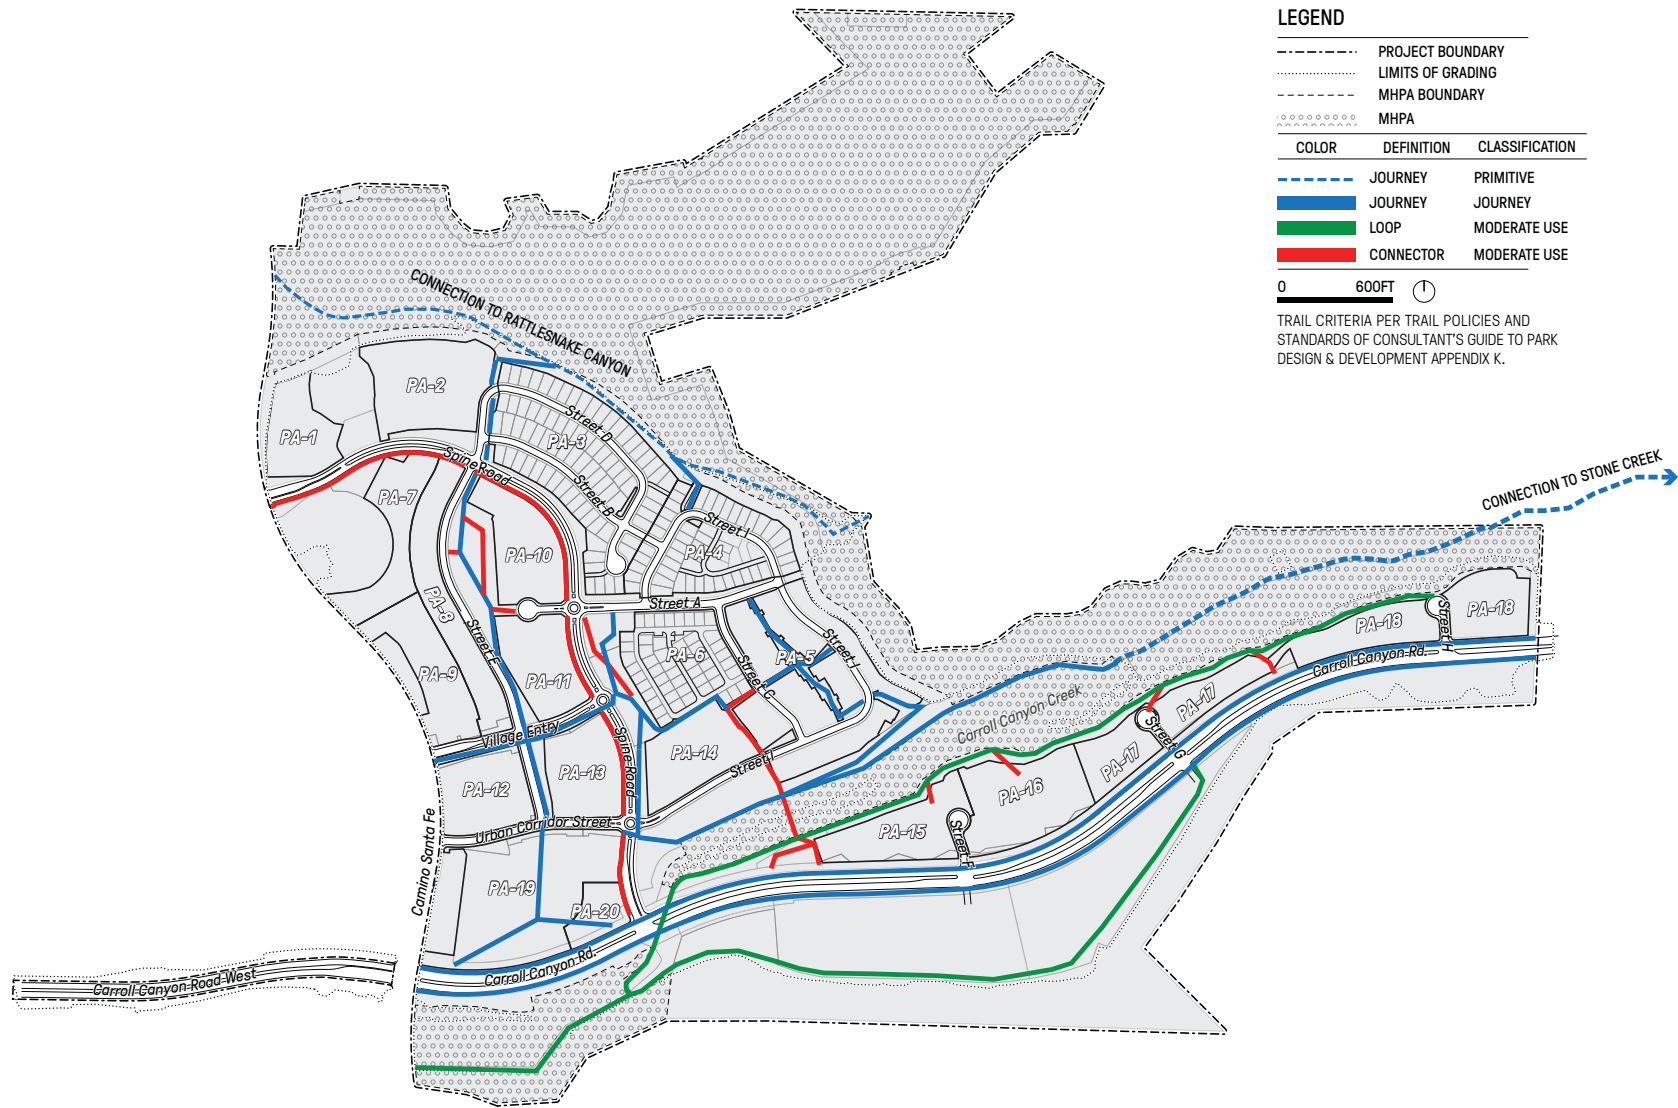 LEGEND
PROJECT BOUNDARY
LIMITS OF GRADING
MHPA BOUNDARY
MHPA
COLOR DEFINITION CLASSIFICATION
JOURNEY PRIMITIVE
JOURNEY JOURNEY
LOOP MODERATE USE
CONNECTOR MODERATE USE
0 600FT
TRAIL CRITERIA PER TRAIL POLICIES AND
STANDARDS OF CONSULTANT'S GUIDE TO PARK
DESIGN & DEVELOPMENT APPENDIX K.
CONNECTION TO RATTLESNAKE CANYON
CONNECTION TO STONE CREEK
PA-1
PA-2
PA-3
Street D
Spine Road
PA-7
Street B
Street I
PA-4
PA-10
Street A
PA-8
Street E
PA-6
PA-5
Street I
Street C
PA-9
PA-11
Village Entry
Spine Road
PA-14
Street I
PA-12
PA-13
Urban Corridor Street
Camino Santa Fe
PA-19
PA-20
Carroll Canyon Rd.
Carroll Canyon Road West
Carroll Canyon Creek
PA-15
Street F
PA-16
PA-17
Street G
PA-17
PA-18
Street H
PA-18
Carroll Canyon Rd.